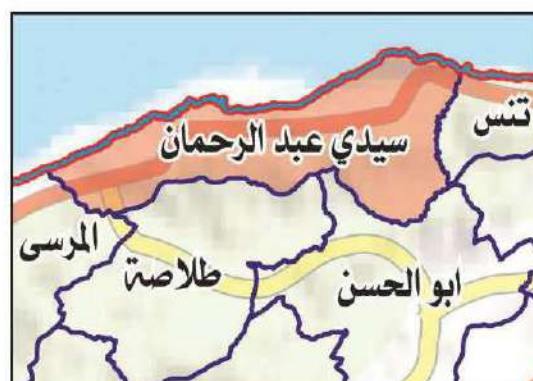 تنس
سيدي عبد الرحمان
المرسى
طلاصة
ابو الحسن